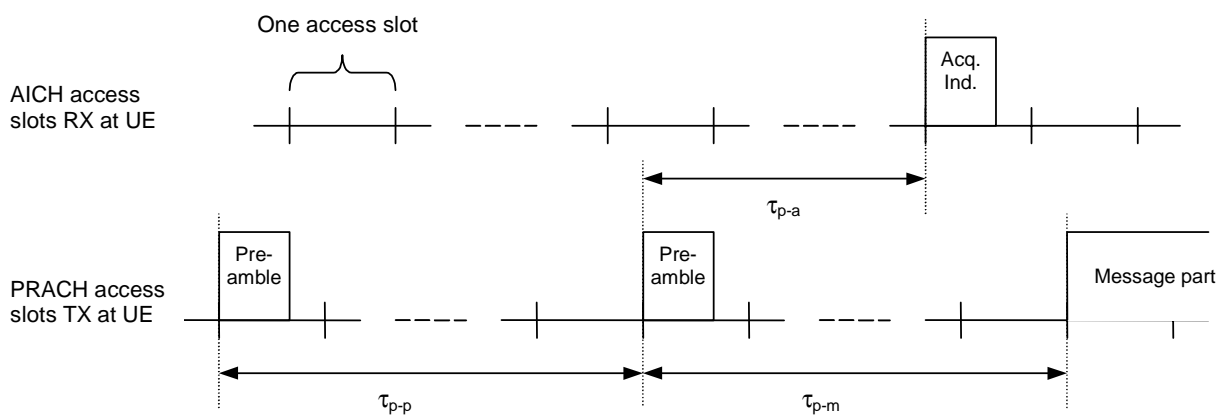 One access slot
Acq.
Ind.
AICH access
slots RX at UE
τp-a
Pre-
amble
Pre-
amble
Message part
PRACH access
slots TX at UE
τp-p
τp-m